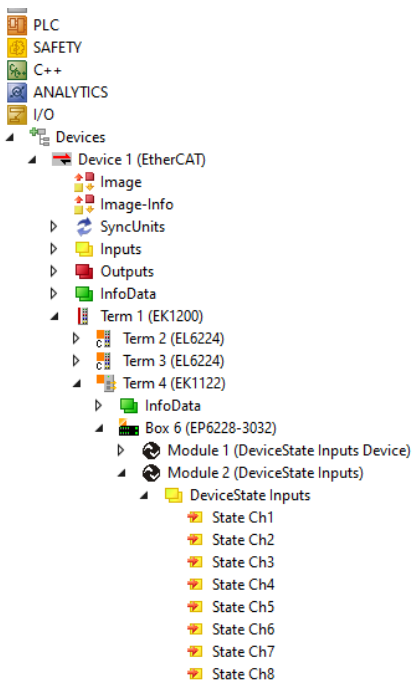 PLC
SAFETY
C++
ANALYTICS
I/O
Devices
Device 1 (EtherCAT)
Image
Image-Info
SyncUnits
Inputs
Outputs
InfoData
Term 1 (EK1200)
Term 2 (EL6224)
Term 3 (EL6224)
Term 4 (EK1122)
InfoData
Box 6 (EP6228-3032)
Module 1 (DeviceState Inputs Device)
Module 2 (DeviceState Inputs)
DeviceState Inputs
State Ch1
State Ch2
State Ch3
State Ch4
State Ch5
State Ch6
State Ch7
State Ch8